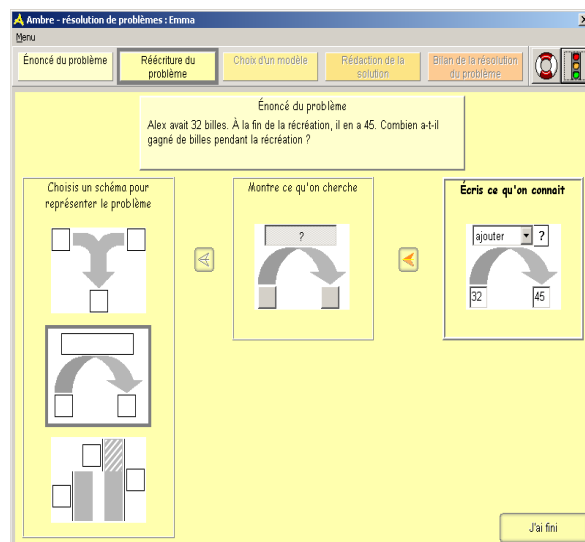 Ambre - résolution de problèmes : Emma
Menu
Énoncé du problème
Réécriture du
problème
Choix d'un modèle
Rédaction de la
solution
Bilan de la résolution
du problème
Énoncé du problème
Alex avait 32 billes. À la fin de la récréation, il en a 45. Combien a-t-il
gagné de billes pendant la récréation ?
Choisis un schéma pour
représenter le problème
Montre ce qu'on cherche
?
Écris ce qu'on connait
ajouter ?
32 45
J'ai fini